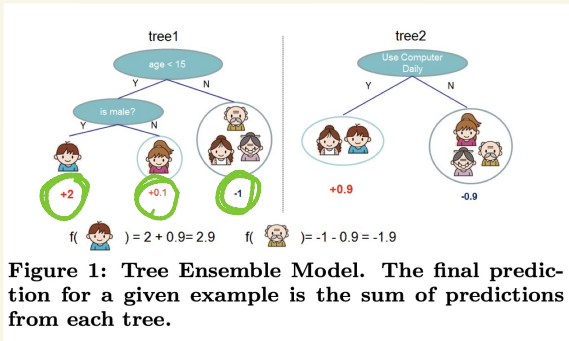 tree1
tree2
age < 15
Use Computer
Daily
Y
N
Y
N
is male?
Y
N
+2
+0.1
-1
+0.9
-0.9
f( ) = 2 + 0.9= 2.9
f( )= -1 - 0.9 = -1.9
Figure 1: Tree Ensemble Model. The final predic-
tion for a given example is the sum of predictions
from each tree.